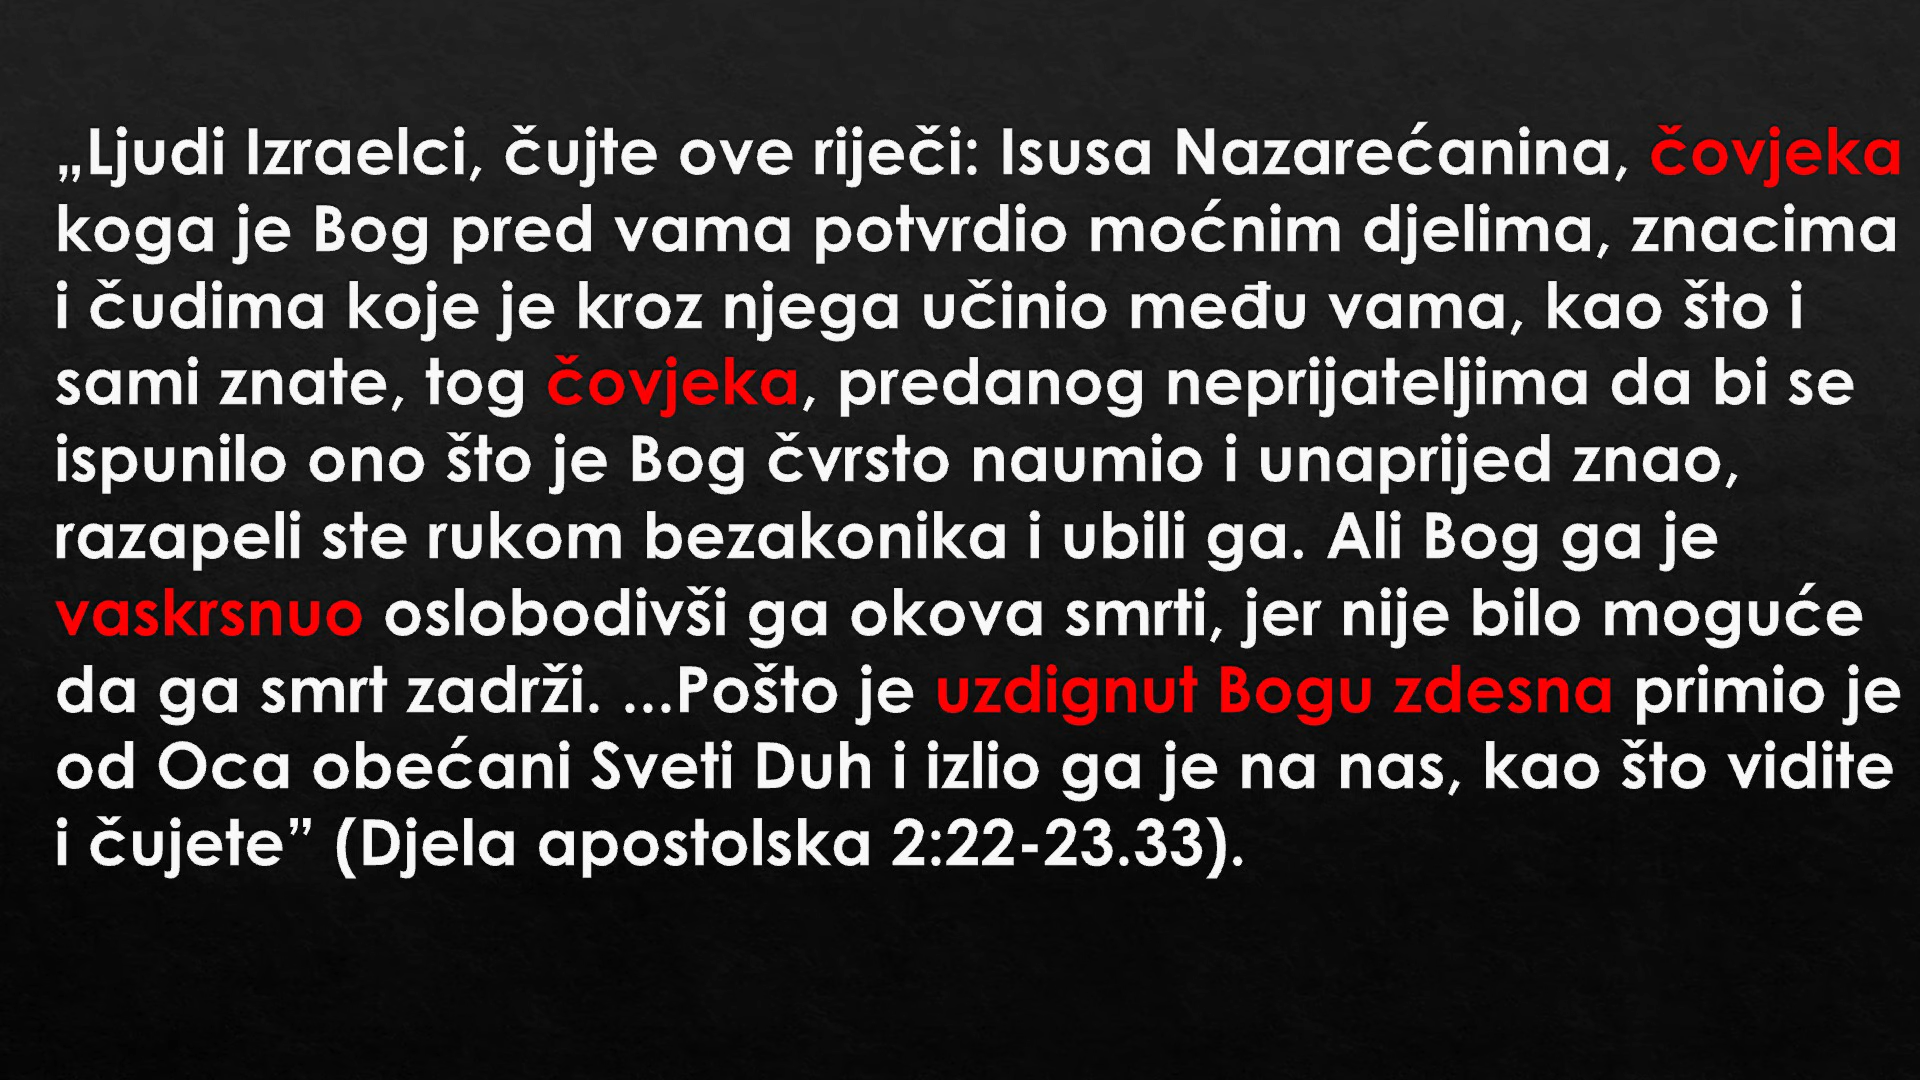 „Ljudi Izraelci, čujte ove riječi: Isusa Nazarećanina, čovjeka
koga je Bog pred vama potvrdio moćnim djelima, znacima
i čudima koje je kroz njega učinio među vama, kao što i
sami znate, tog čovjeka, predanog neprijateljima da bi se
ispunilo ono što je Bog čvrsto naumio i unaprijed znao,
razapeli ste rukom bezakonika i ubili ga. Ali Bog ga je
vaskrsnuo oslobodivši ga okova smrti, jer nije bilo moguće
da ga smrt zadrži. ...Pošto je uzdignut Bogu zdesna primio je
od Oca obećani Sveti Duh i izlio ga je na nas, kao što vidite
i čujete” (Djela apostolska 2:22-23.33).